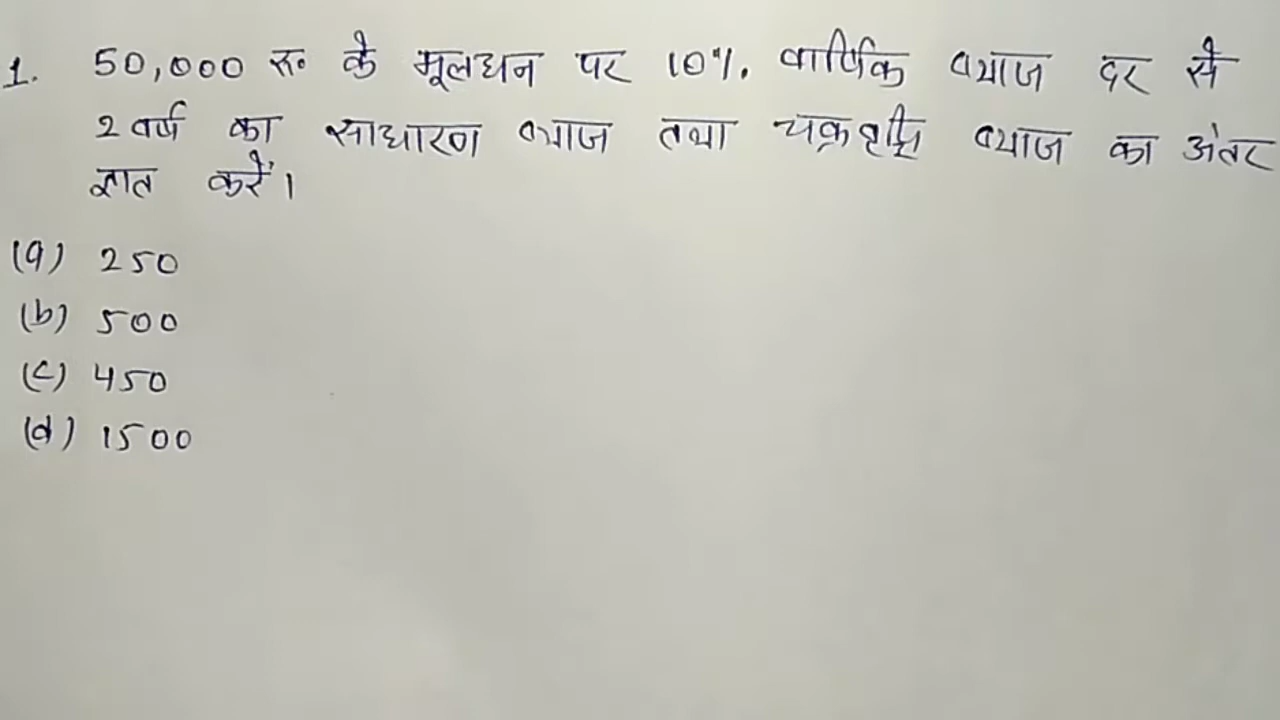 1. 50,000 रू० के मूलधन पर 10%. वार्षिक ब्याज दर से
2 वर्ष का साधारण ब्याज तथा चक्रवृद्धि ब्याज का अंतर
ज्ञात करें।
(a) 250
(b) 500
(c) 450
(d) 1500